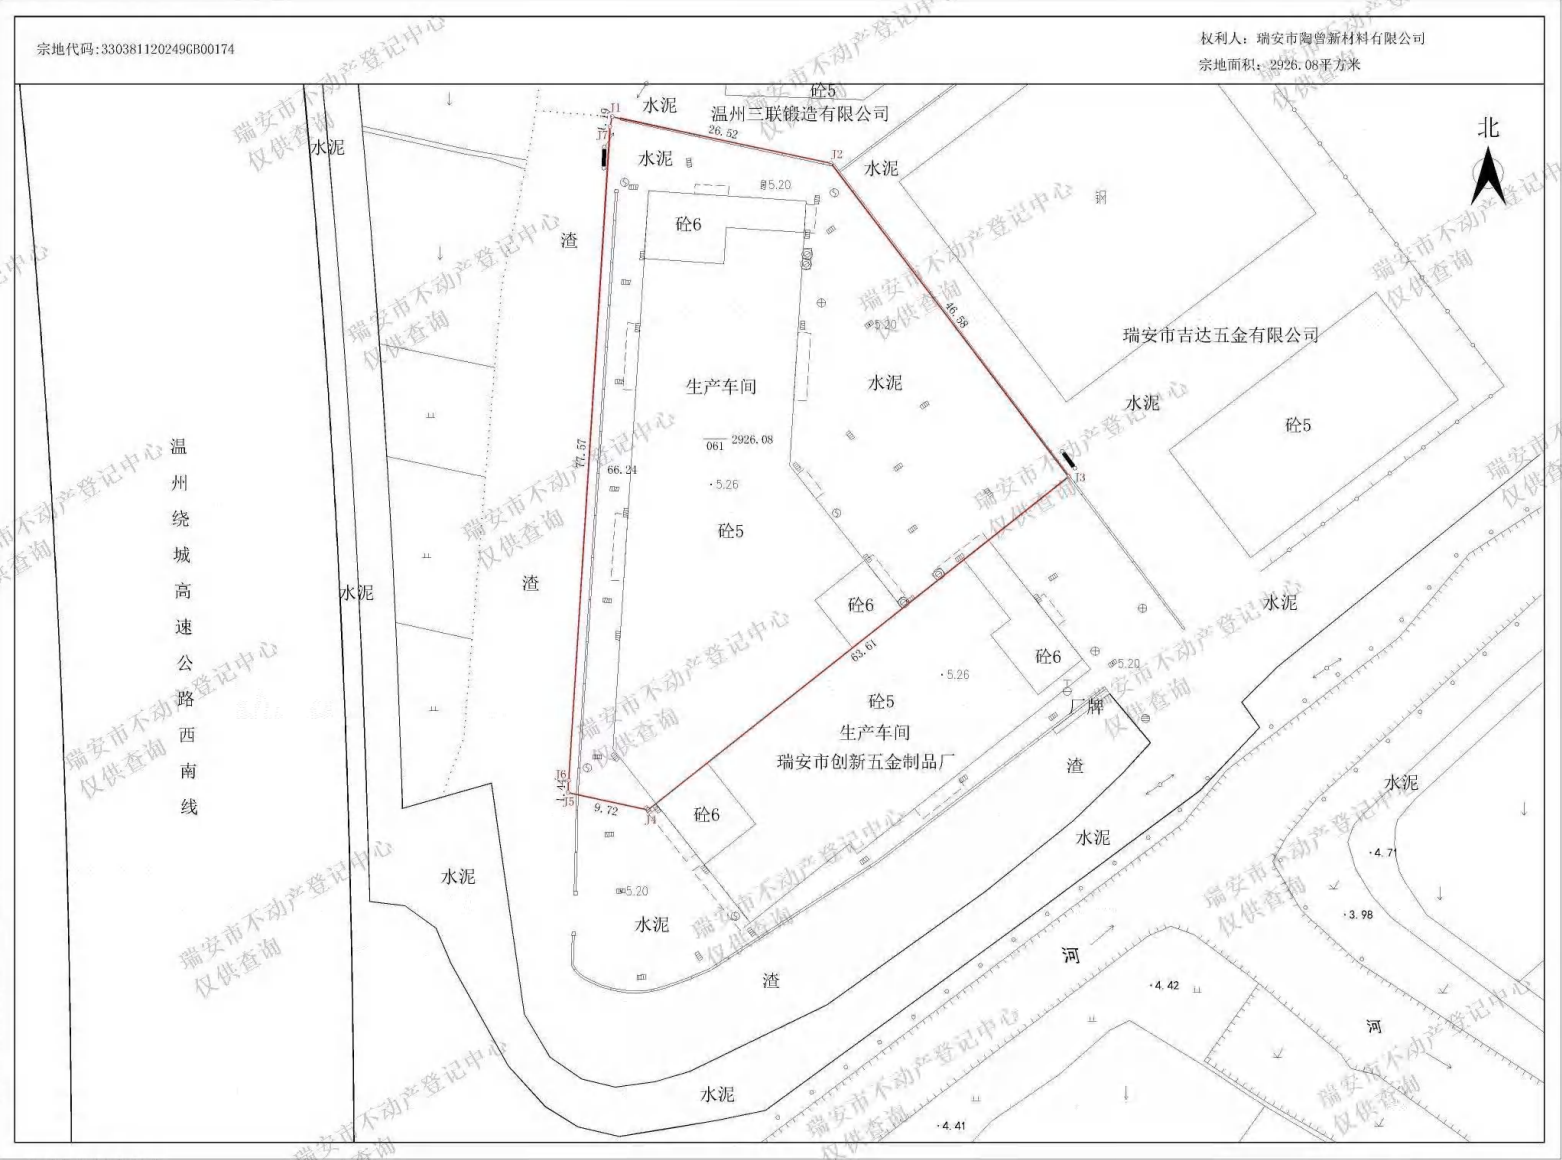 宗地代码:330381120249GB00174
权利人：瑞安市陶曾新材料有限公司
宗地面积：2926.08平方米
北
砼5
水泥
温州三联锻造有限公司
J1
1.49
J7
26.52
J2
水泥
水泥
水泥
5.20
钢
渣
砼6
46.58
5.20
瑞安市吉达五金有限公司
生产车间
水泥
水泥
砼5
061 2926.08
77.57
66.24
5.26
J3
温州绕城高速公路西南线
砼5
渣
水泥
砼6
水泥
63.61
砼6
5.20
5.26
砼5
厂牌
生产车间
瑞安市创新五金制品厂
渣
J6
J5
9.72
J4
砼6
水泥
水泥
4.71
水泥
5.20
水泥
3.98
河
渣
4.42
河
水泥
4.41
瑞安市不动产登记中心
仅供查询